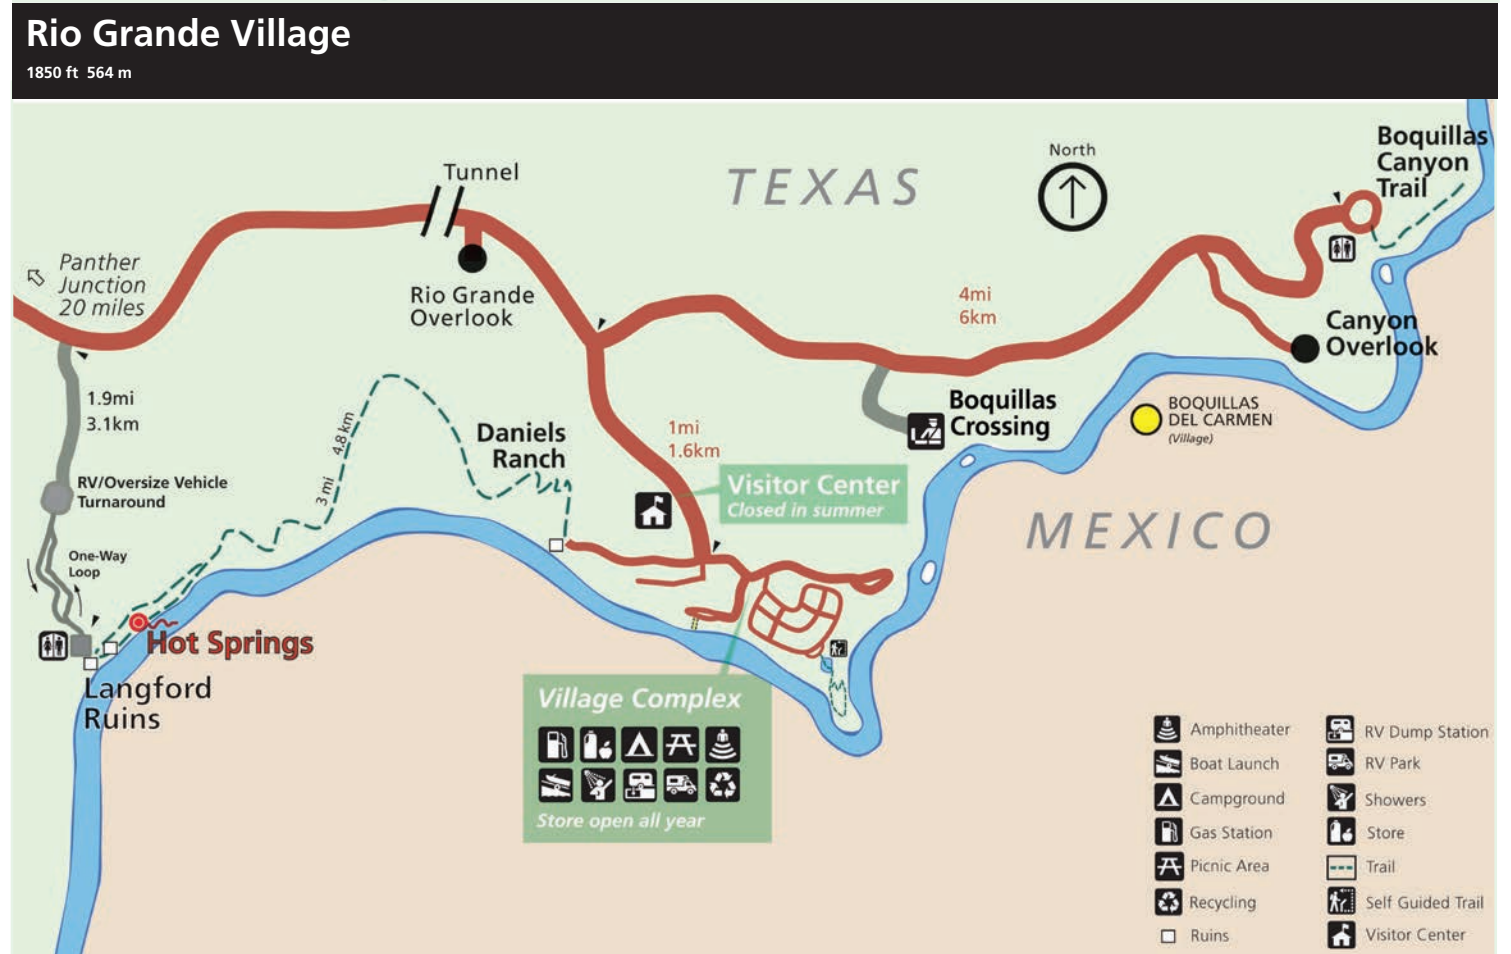 Rio Grande Village
1850 ft 564 m
Boquillas
Canyon
Trail
North
TEXAS
Tunnel
Panther
Junction
20 miles
Rio Grande
Overlook
4mi
6km
Canyon
Overlook
1.9mi
3.1km
Boquillas
Crossing
BOQUILLAS
DEL CARMEN
(Village)
3 mi 4.8 km
Daniels
Ranch
1mi
1.6km
RV/Oversize Vehicle
Turnaround
Visitor Center
Closed in summer
MEXICO
One-Way
Loop
Hot Springs
Langford
Ruins
Village Complex
Store open all year
Amphitheater
Boat Launch
Campground
Gas Station
Picnic Area
Recycling
Ruins
RV Dump Station
RV Park
Showers
Store
Trail
Self Guided Trail
Visitor Center